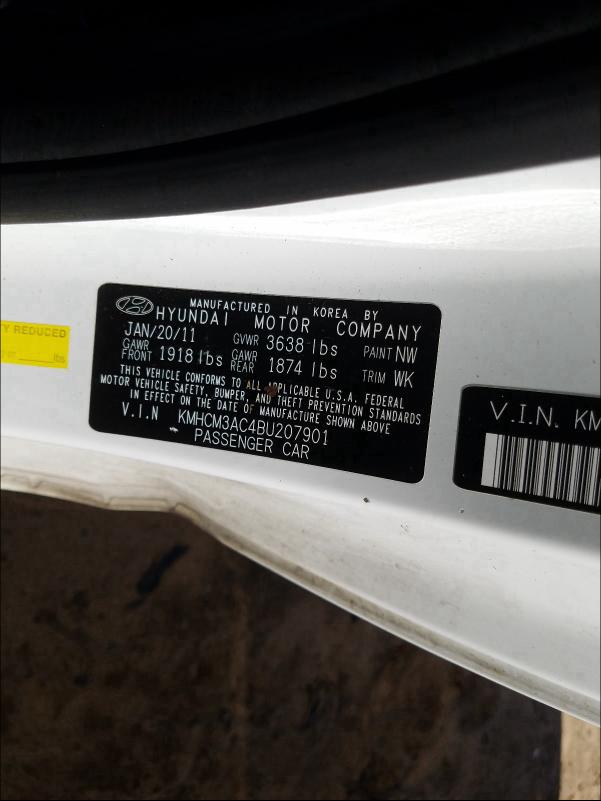 MANUFACTURED IN KOREA BY
HYUNDAI MOTOR COMPANY
JAN/20/11 GVWR 3638 lbs PAINT NW
GAWR FRONT 1918 lbs GAWR REAR 1874 lbs TRIM WK
THIS VEHICLE CONFORMS TO ALL APPLICABLE U.S.A. FEDERAL
MOTOR VEHICLE SAFETY, BUMPER, AND THEFT PREVENTION STANDARDS
IN EFFECT ON THE DATE OF MANUFACTURE SHOWN ABOVE
V.I.N KMHCM3AC4BU207901
PASSENGER CAR
TY REDUCED
lbs
V.I.N. KM